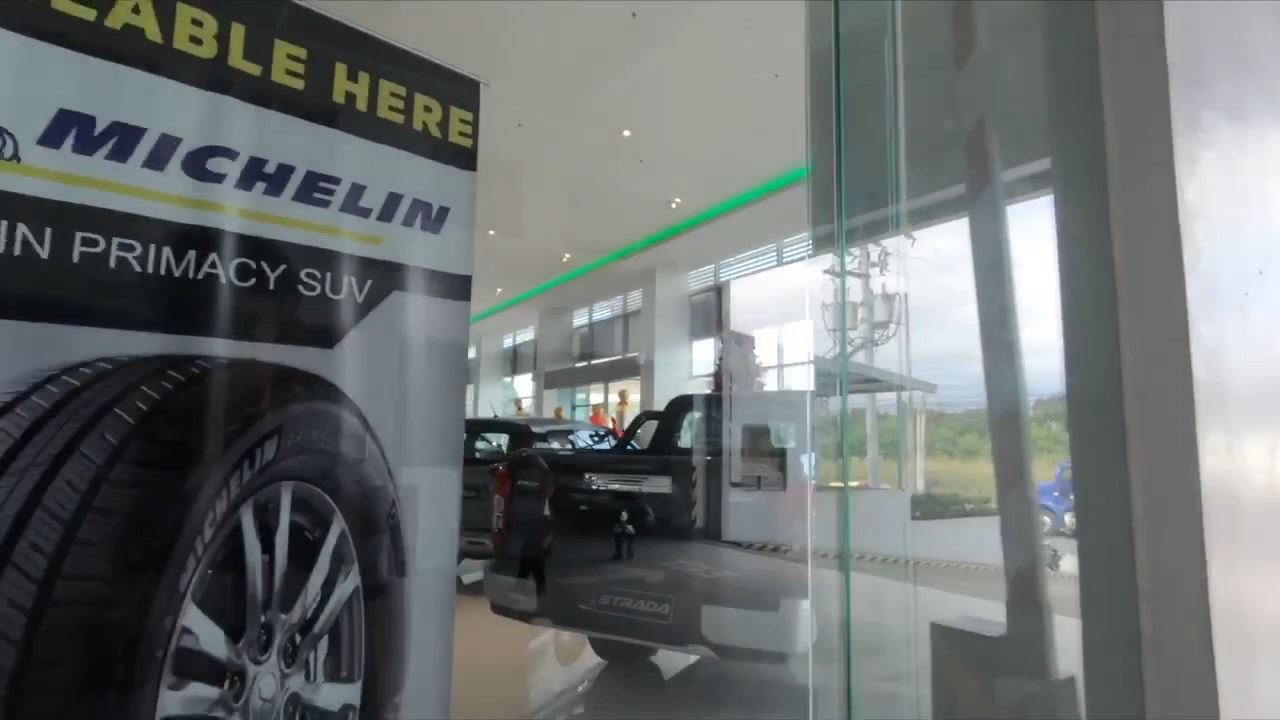 ABLE HERE
MICHELIN
IN PRIMACY SUV
MICHELIN
STRADA